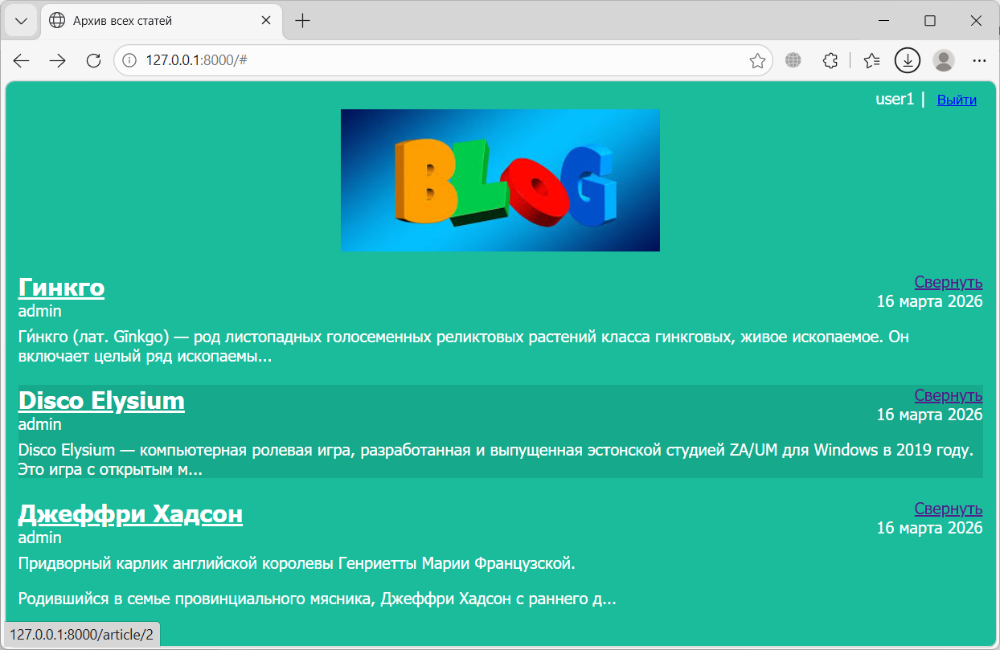 Архив всех статей
127.0.0.1:8000/#
user1 | Выйти
BLOG
Гинкго
Свернуть
admin
16 марта 2026
Ги́нкго (лат. Gīnkgo) — род листопадных голосеменных реликтовых растений класса гинкговых, живое ископаемое. Он
включает целый ряд ископаемы...
Disco Elysium
Свернуть
admin
16 марта 2026
Disco Elysium — компьютерная ролевая игра, разработанная и выпущенная эстонской студией ZA/UM для Windows в 2019 году.
Это игра с открытым м...
Джеффри Хадсон
Свернуть
admin
16 марта 2026
Придворный карлик английской королевы Генриетты Марии Французской.
Родившийся в семье провинциального мясника, Джеффри Хадсон с раннего д...
127.0.0.1:8000/article/2